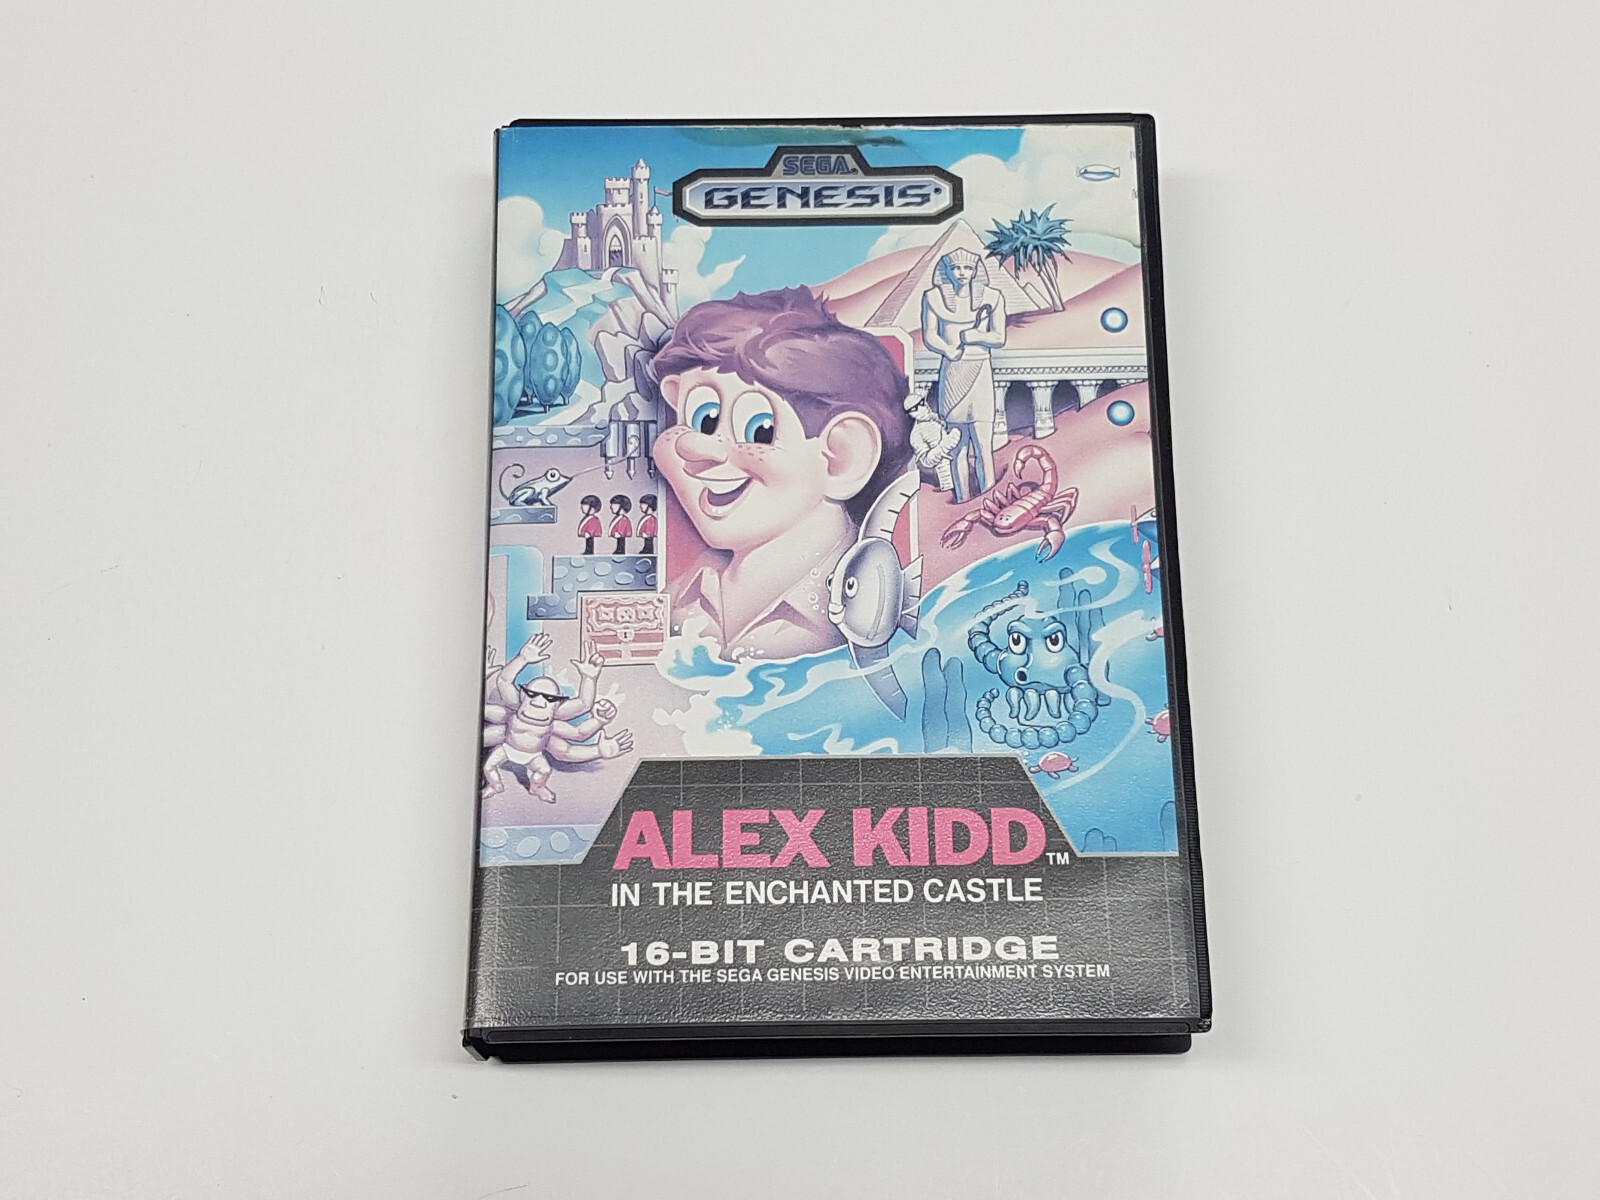 SEGA
GENESIS
ALEX KIDD™
IN THE ENCHANTED CASTLE
16-BIT CARTRIDGE
FOR USE WITH THE SEGA GENESIS VIDEO ENTERTAINMENT SYSTEM